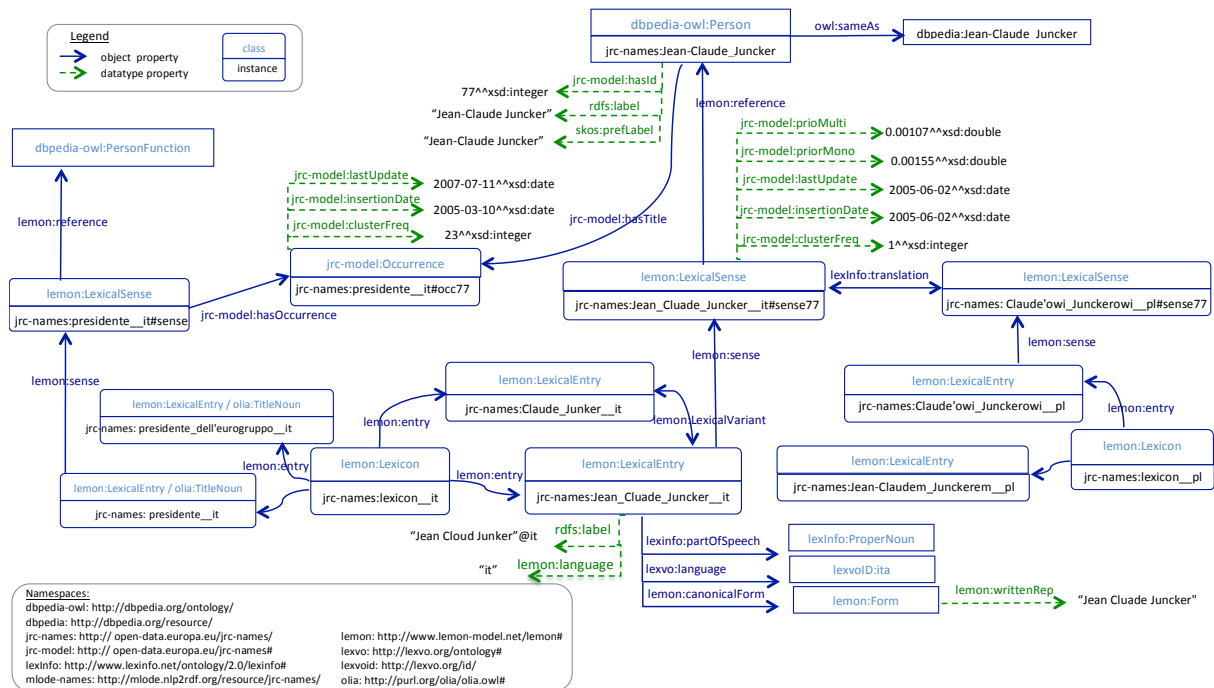 Legend
object property
datatype property
class
instance
dbpedia-owl:Person
jrc-names:Jean-Claude_Juncker
owl:sameAs
dbpedia:Jean-Claude Juncker
jrc-model:hasId
77^^xsd:integer
rdfs:label
“Jean-Claude Juncker”
skos:prefLabel
“Jean-Claude Juncker”
lemon:reference
jrc-model:prioMulti
0.00107^^xsd:double
jrc-model:priorMono
0.00155^^xsd:double
jrc-model:lastUpdate
2005-06-02^^xsd:date
jrc-model:insertionDate
2005-06-02^^xsd:date
jrc-model:clusterFreq
1^^xsd:integer
dbpedia-owl:PersonFunction
lemon:reference
jrc-model:lastUpdate
2007-07-11^^xsd:date
jrc-model:insertionDate
2005-03-10^^xsd:date
jrc-model:clusterFreq
23^^xsd:integer
jrc-model:hasTitle
jrc-model:Occurrence
jrc-names:presidente__it#occ77
lemon:LexicalSense
jrc-names:presidente__it#sense
jrc-model:hasOccurrence
lemon:LexicalSense
jrc-names:Jean_Cluade_Juncker__it#sense77
lexInfo:translation
lemon:LexicalSense
jrc-names: Claude'owi_Junckerowi__pl#sense77
lemon:sense
lemon:sense
lemon:sense
lemon:LexicalEntry / olia:TitleNoun
jrc-names: presidente_dell'eurogruppo__it
lemon:entry
lemon:LexicalEntry
jrc-names:Claude_Junker__it
lemon:LexicalVariant
lemon:LexicalEntry
jrc-names:Claude'owi_Junckerowi__pl
lemon:entry
lemon:entry
lemon:Lexicon
jrc-names:lexicon__it
lemon:entry
lemon:LexicalEntry
jrc-names:Jean_Cluade_Juncker__it
lemon:LexicalEntry
jrc-names:Jean-Claudem_Junckerem__pl
lemon:Lexicon
jrc-names:lexicon__pl
lemon:LexicalEntry / olia:TitleNoun
jrc-names: presidente__it
rdfs:label
“Jean Cloud Junker”@it
lemon:language
“it”
lexinfo:partOfSpeech
lexInfo:ProperNoun
lexvo:language
lexvoID:ita
lemon:canonicalForm
lemon:Form
lemon:writtenRep
“Jean Cluade Juncker"
Namespaces:
dbpedia-owl: http://dbpedia.org/ontology/
dbpedia: http://dbpedia.org/resource/
jrc-names: http:// open-data.europa.eu/jrc-names/
jrc-model: http:// open-data.europa.eu/jrc-names#
lexInfo: http://www.lexinfo.net/ontology/2.0/lexinfo#
mlode-names: http://mlode.nlp2rdf.org/resource/jrc-names/
lemon: http://www.lemon-model.net/lemon#
lexvo: http://lexvo.org/ontology#
lexvoid: http://lexvo.org/id/
olia: http://purl.org/olia/olia.owl#